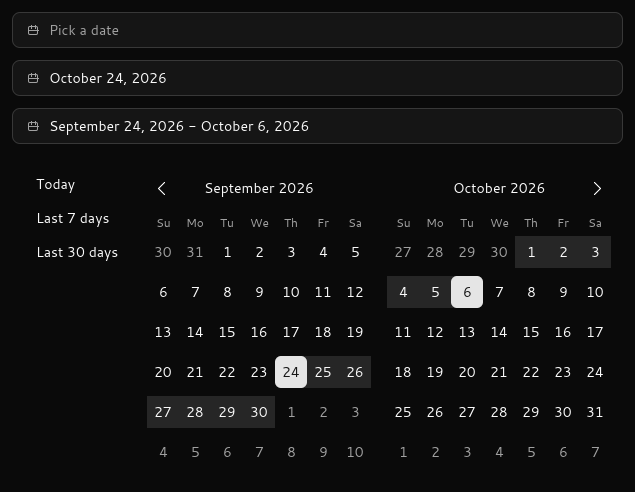 Pick a date
October 24, 2026
September 24, 2026 - October 6, 2026
Today
Last 7 days
Last 30 days
September 2026
Su Mo Tu We Th Fr Sa
30 31 1 2 3 4 5
6 7 8 9 10 11 12
13 14 15 16 17 18 19
20 21 22 23 24 25 26
27 28 29 30 1 2 3
4 5 6 7 8 9 10
October 2026
Su Mo Tu We Th Fr Sa
27 28 29 30 1 2 3
4 5 6 7 8 9 10
11 12 13 14 15 16 17
18 19 20 21 22 23 24
25 26 27 28 29 30 31
1 2 3 4 5 6 7